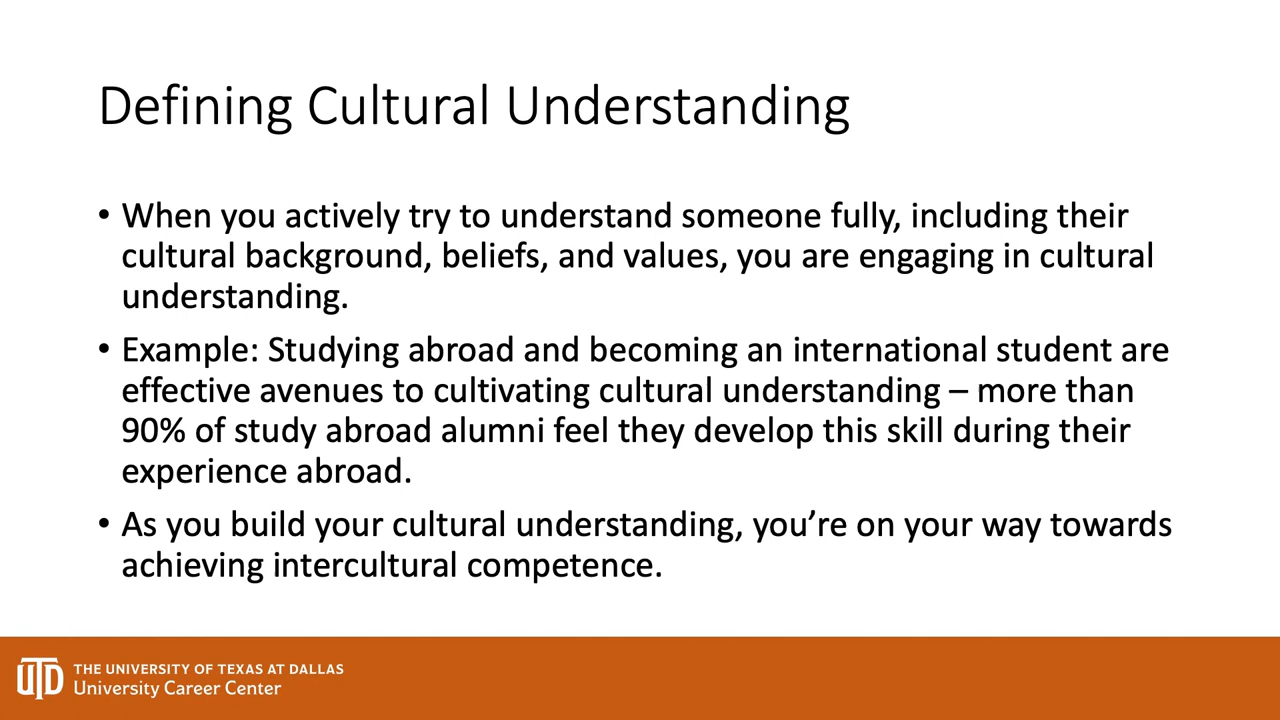 Defining Cultural Understanding
• When you actively try to understand someone fully, including their
cultural background, beliefs, and values, you are engaging in cultural
understanding.
• Example: Studying abroad and becoming an international student are
effective avenues to cultivating cultural understanding – more than
90% of study abroad alumni feel they develop this skill during their
experience abroad.
• As you build your cultural understanding, you’re on your way towards
achieving intercultural competence.
UTD
THE UNIVERSITY OF TEXAS AT DALLAS
University Career Center